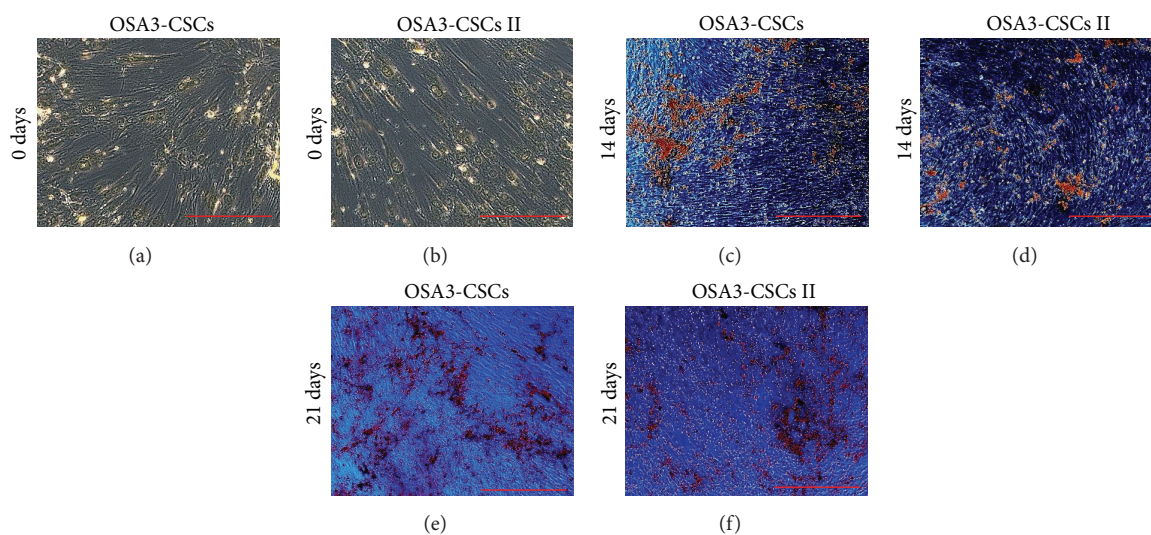 OSA3-CSCs
OSA3-CSCs II
OSA3-CSCs
OSA3-CSCs II
0 days
0 days
14 days
14 days
(a)
(b)
(c)
(d)
OSA3-CSCs
OSA3-CSCs II
21 days
21 days
(e)
(f)